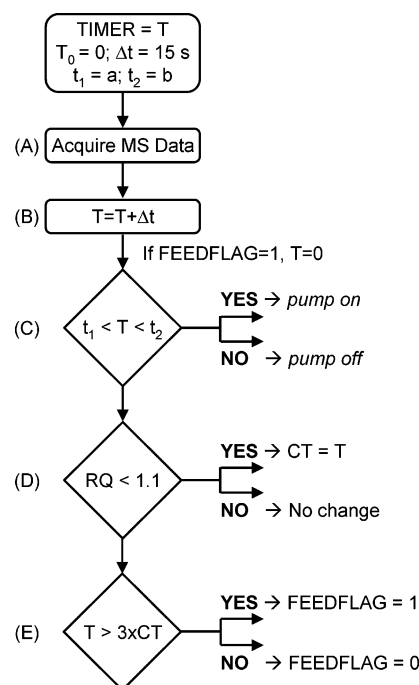 TIMER = T
T₀ = 0; Δt = 15 s
t₁ = a; t₂ = b
(A) Acquire MS Data
(B) T=T+Δt
If FEEDFLAG=1, T=0
YES → pump on
(C) t₁ < T < t₂
NO → pump off
YES → CT = T
(D) RQ < 1.1
NO → No change
YES → FEEDFLAG = 1
(E) T > 3xCT
NO → FEEDFLAG = 0